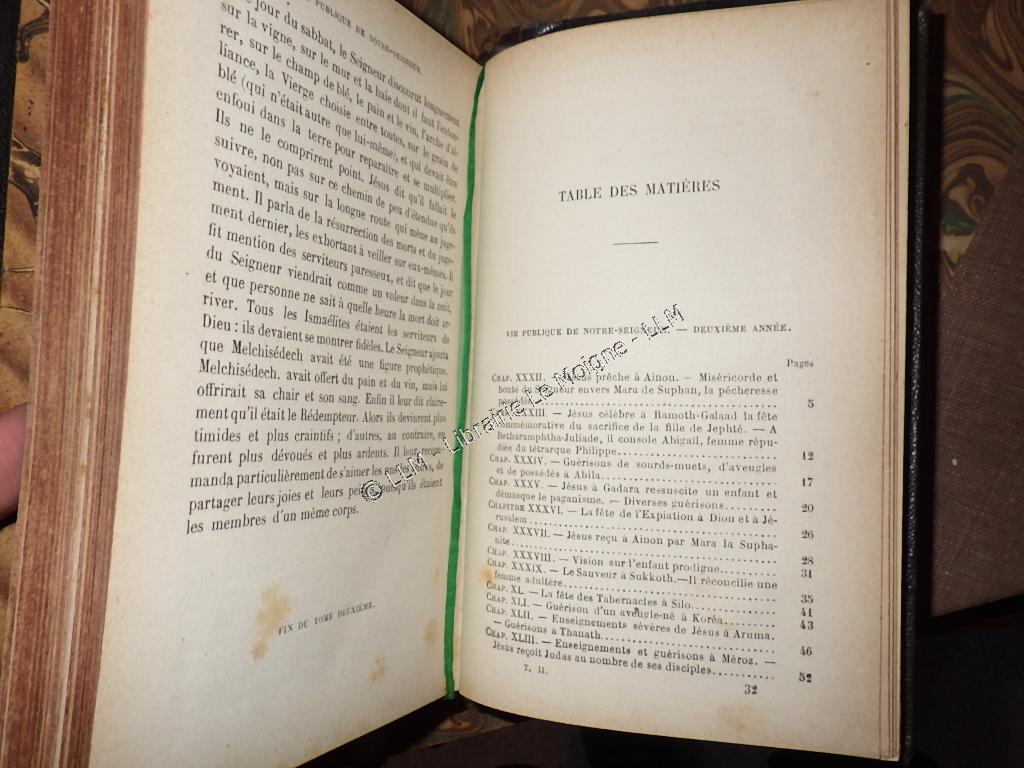 PUBLIQUE DE NOTRE-SEIGNEUR.
jour du sabbat, le Seigneur discourut longuement
sur la vigne, sur le mur et la haie dont il faut l'entou-
rer, sur le champ de blé, le pain et le vin, l'arche d'al-
liance, la Vierge choisie entre toutes, sur le grain de
blé (qui n'était autre que lui-même), et qui devait être
enfoui dans la terre pour reparaître et se multiplier.
Ils ne le comprirent point. Jésus dit qu'il fallait le
suivre, non pas sur ce chemin de peu d'étendue qu'ils
voyaient, mais sur la longue route qui mène au juge-
ment. Il parla de la résurrection des morts et du juge-
ment dernier, les exhortant à veiller sur eux-mêmes. Il
fit mention des serviteurs paresseux, et dit que le jour
du Seigneur viendrait comme un voleur dans la nuit,
et que personne ne sait à quelle heure la mort doit ar-
river. Tous les Ismaélites étaient les serviteurs de
Dieu : ils devaient se montrer fidèles. Le Seigneur ajouta
que Melchisédech avait été une figure prophétique.
Melchisédech. avait offert du pain et du vin, mais lui
offrirait sa chair et son sang. Enfin il leur dit claire-
ment qu'il était le Rédempteur. Alors ils devinrent plus
timides et plus craintifs ; d'autres, au contraire, en
furent plus dévoués et plus ardents. Il leur recom-
manda particulièrement de s'aimer les uns
partager leurs joies et leurs peines puisqu'ils étaient
les membres d'un même corps.
FIN DU TOME DEUXIÈME.
TABLE DES MATIÈRES
VIE PUBLIQUE DE NOTRE-SEIGNEUR. — DEUXIÈME ANNÉE.
Pages
CHAP. XXXII. prêche à Ainon. — Miséricorde et
bonté du Seigneur envers Mara de Suphan, la pécheresse
possédée 5
XXXIII. — Jésus célèbre à Ramoth-Galaad la fête
commémorative du sacrifice de la fille de Jephté. — A
Betharamphtha-Juliade, il console Abigaïl, femme répu-
diée du tétrarque Philippe 12
CHAP. XXXIV. — Guérisons de sourds-muets, d'aveugles
et de possédés à Abila 17
CHAP. XXXV. — Jésus à Gadara ressuscite un enfant et
démasque le paganisme. — Diverses guérisons 20
CHAPITRE XXXVI. — La fête de l'Expiation à Dion et à Jé-
rusalem 26
CHAP. XXXVII. — Jésus reçu à Ainon par Mara la Supha-
nite 28
CHAP. XXXVIII. — Vision sur l'enfant prodigue 31
CHAP. XXXIX. — Le Sauveur à Sukkoth. — Il réconcilie une
femme adultère 35
CHAP. XL. — La fête des Tabernacles à Silo 41
CHAP. XLI. — Guérison d'un aveugle-né à Koréa 43
CHAP. XLII. — Enseignements sévères de Jésus à Aruma.
— Guérisons à Thanath 46
CHAP. XLIII. — Enseignements et guérisons à Méroz. —
Jésus reçoit Judas au nombre de ses disciples 52
T. II. 32
© LLM - Librairie Le Moigne - LLM